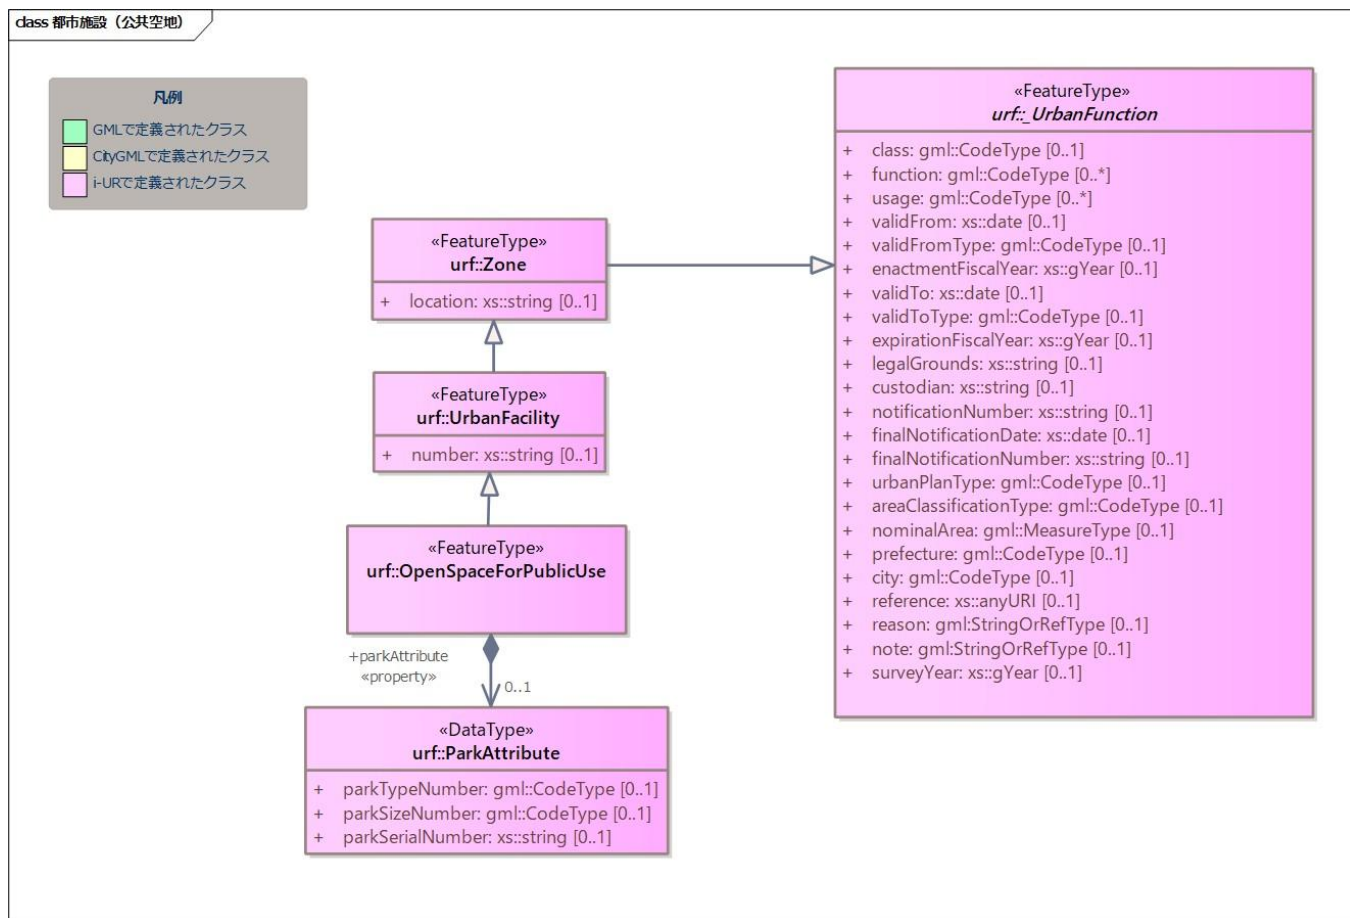 class 都市施設（公共空地）
凡例
GMLで定義されたクラス
CityGMLで定義されたクラス
i-URで定義されたクラス
«FeatureType»
urf::Zone
+ location: xs::string [0..1]
«FeatureType»
urf::UrbanFacility
+ number: xs::string [0..1]
«FeatureType»
urf::OpenSpaceForPublicUse
+parkAttribute
«property»
0..1
«DataType»
urf::ParkAttribute
+ parkTypeNumber: gml::CodeType [0..1]
+ parkSizeNumber: gml::CodeType [0..1]
+ parkSerialNumber: xs::string [0..1]
«FeatureType»
urf::_UrbanFunction
+ class: gml::CodeType [0..1]
+ function: gml::CodeType [0..*]
+ usage: gml::CodeType [0..*]
+ validFrom: xs::date [0..1]
+ validFromType: gml::CodeType [0..1]
+ enactmentFiscalYear: xs::gYear [0..1]
+ validTo: xs::date [0..1]
+ validToType: gml::CodeType [0..1]
+ expirationFiscalYear: xs::gYear [0..1]
+ legalGrounds: xs::string [0..1]
+ custodian: xs::string [0..1]
+ notificationNumber: xs::string [0..1]
+ finalNotificationDate: xs::date [0..1]
+ finalNotificationNumber: xs::string [0..1]
+ urbanPlanType: gml::CodeType [0..1]
+ areaClassificationType: gml::CodeType [0..1]
+ nominalArea: gml::MeasureType [0..1]
+ prefecture: gml::CodeType [0..1]
+ city: gml::CodeType [0..1]
+ reference: xs::anyURI [0..1]
+ reason: gml:StringOrRefType [0..1]
+ note: gml:StringOrRefType [0..1]
+ surveyYear: xs::gYear [0..1]